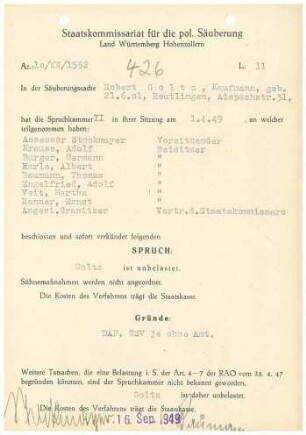 Staatskommissariat für die pol. Säuberung
Land Württemberg Hohenzollern
Az. 10/KR/1552 426 L. 11
In der Säuberungssache Robert Goltz, Kaufmann, geb.
21.6.01, Reutlingen,
hat die Spruchkammer II in ihrer Sitzung am 1.4.49 an welcher
teilgenommen haben:
Assessor Stockmayer Vorsitzender
Krause, Adolf Beisitzer
Burger, Hermann "
Herle, Albert "
Baumann, Thomas "
Engelfried, Adolf "
Veit, Martha "
Renner, Ernst "
Angest. Granitzer Vertr.d.Staatskommissars
beschlossen und sofort verkündet folgenden
SPRUCH:
Goltz ist unbelastet.
Sühnemaßnahmen werden nicht angeordnet.
Die Kosten des Verfahrens trägt die Staatskasse.
Gründe:
DAF, NSV je ohne Amt.
Weitere Tatsachen, die eine Belastung i. S. der Art. 4—7 der RAO vom 22. 4. 47
begründen könnten, sind der Spruchkammer nicht bekannt geworden.
Goltz ist daher unbelastet.
Die Kosten des Verfahrens trägt die Staatskasse.
16. Sep. 1949